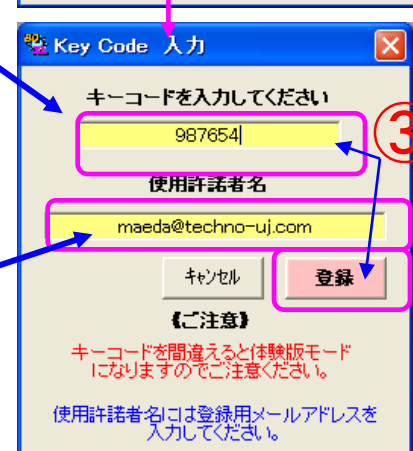 Key Code 入力
キーコードを入力してください
987654
③
使用許諾者名
maeda@techno-uj.com
キャンセル
登録
【ご注意】
キーコードを間違えると体験版モード
になりますのでご注意ください。
使用許諾者名には登録用メールアドレスを
入力してください。